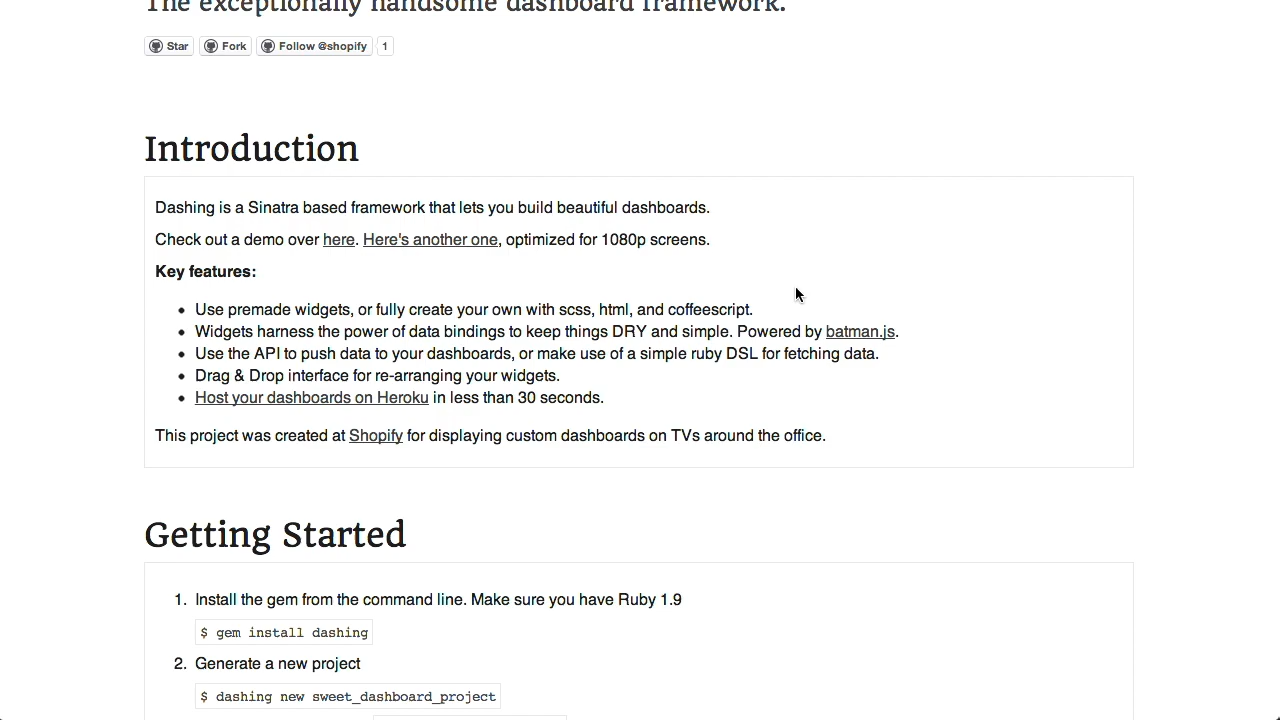 The exceptionally handsome dashboard framework.
Star Fork Follow @shopify 1
Introduction
Dashing is a Sinatra based framework that lets you build beautiful dashboards.
Check out a demo over here. Here's another one, optimized for 1080p screens.
Key features:
• Use premade widgets, or fully create your own with scss, html, and coffeescript.
• Widgets harness the power of data bindings to keep things DRY and simple. Powered by batman.js.
• Use the API to push data to your dashboards, or make use of a simple ruby DSL for fetching data.
• Drag & Drop interface for re-arranging your widgets.
• Host your dashboards on Heroku in less than 30 seconds.
This project was created at Shopify for displaying custom dashboards on TVs around the office.
Getting Started
1. Install the gem from the command line. Make sure you have Ruby 1.9
$ gem install dashing
2. Generate a new project
$ dashing new sweet_dashboard_project